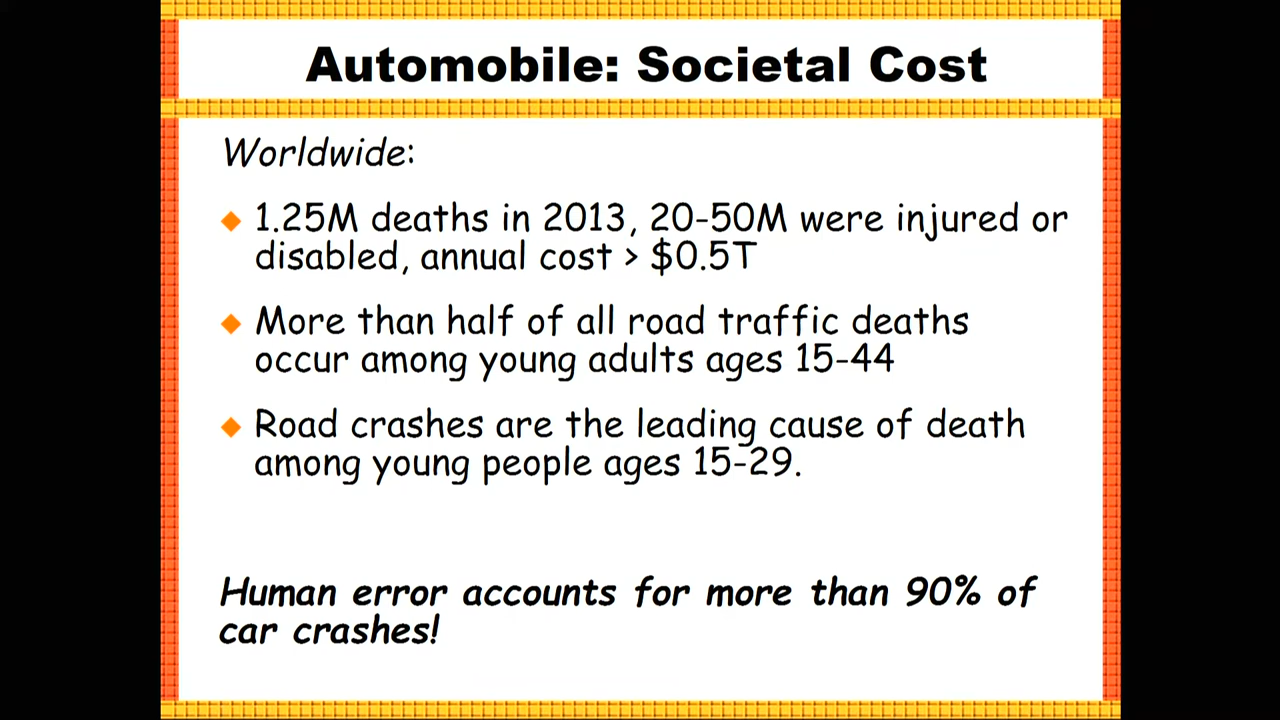 Automobile: Societal Cost
Worldwide:
1.25M deaths in 2013, 20-50M were injured or
disabled, annual cost > $0.5T
More than half of all road traffic deaths
occur among young adults ages 15-44
Road crashes are the leading cause of death
among young people ages 15-29.
Human error accounts for more than 90% of
car crashes!